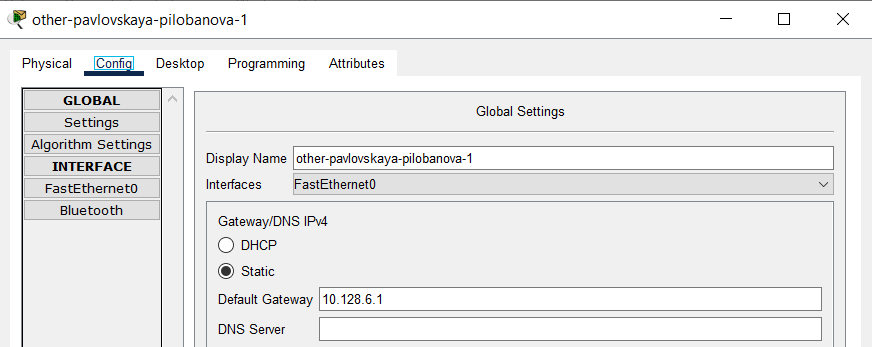 other-pavlovskaya-pilobanova-1
Physical Config Desktop Programming Attributes
GLOBAL
Settings
Algorithm Settings
INTERFACE
FastEthernet0
Bluetooth
Global Settings
Display Name other-pavlovskaya-pilobanova-1
Interfaces FastEthernet0
Gateway/DNS IPv4
DHCP
Static
Default Gateway 10.128.6.1
DNS Server